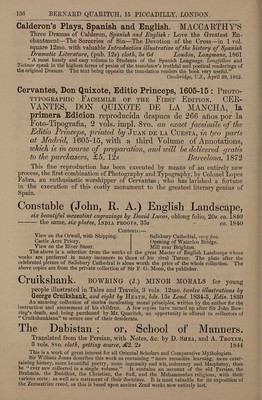 136 BERNARD QUARITCH, 15 PICCADILLY, LONDON
Calderon's Plays, Spanish and English. MACCARTHY'S
Three Dramas of Calderon, Spanish and English: Love the Greatest En-
chantment—The Sorceries of Sin—The Devotion of the Cross—in 1 vol.
square 12mo. with valuable Introduction illustrative of the history of Spanish
Dramatic Literature, (pub. 12s) cloth, 5s 6d London, Longmans, 1861
"A most handy and easy volume to Students of the Spanish Language. Longfellow and
Ticknor speak in the highest terms of praise of the translator's truthful and poetical renderings of
the original Dramas. The text being opposite the translation renders the book very useful."
Cambridge, U.S., April 29, 1862.
Cervantes, Don Quixote, Editio Princeps, 1605-15: PHOTO-
TYPOGRAPHIC FACSIMILE OF THE FIRST EDITION, CER-
VANTES, DON QUIXOTE DE LA MANCHA, la
primera Edicion reproducida despues de 266 años por la
Foto-Tipografia, 2 vols. impl. 8vo. an exact facsimile of the
Editio Princeps, printed by JUAN DE LA CUESTA, in two parts
at Madrid, 1605-15, with a third Volume of Annotations,
which is in course of preparation, and will be delivered gratis
to the purchasers, £5. 12s Barcelona, 1872
This fine reproduction has been executed by means of an entirely new
process, the first combination of Photography and Typography, by Colonel Lopez
Fabra, an enthusiastic worshipper of Cervantes; who has incurred a fortune
in the execution of this costly monument to the greatest literary genius of
Spain.
Constable (John, R. A.) English Landscape,
six beautiful mezzotint engravings by David Lucas, oblong folio, 20s ca. 1840
— the same, six plates, INDIA PROOFS, 35s ca. 1840
CONTENTS:—
View on the Orwell, with Shipping.
Castle Acre Priory.
View on the River Stour.
Salisbury Cathedral, very fine.
Opening of Waterloo Bridge.
Mill near Brighton.
The above is a selection from the works of the great Master of English Landscape whose
works are preferred in many instances to those of his rival Turner. The plate after the
celebrated picture of Salisbury Cathedral is alone worth the price of the whole collection. The
above copies are from the private collection of Sir F. G. Moon, the publisher.
Cruikshank. BOWRING (J.) MINOR MORALS for young
people illustrated in Tales and Travels, 3 vols. 12mo. twelve illustrations by
George Cruikshank, and eight by HEATH, bds. 15s Lond. 1834-5, Edin. 1839
An amusing collection of stories inculcating moral principles, written by the author for the
instruction and amusement of his children. A few copies have turned up after Sir John Bow-
ring's death, and being purchased by Mr. Quaritch, an opportunity is offered to collectors of
"Cruikshankiana" to secure one of their desiderata.
The Dabistan; or, School of Manners.
Translated from the Persian, with Notes, &c. by D. SHEA, and A. TROYER,
3 vols. 8vo. cloth, getting scarce, £2. 2s 1844
This is a work of great interest for all Oriental Scholars and Comparative Mythologists.
Sir William Jones describes this work as containing "more recondite learning, more enter-
taining history, more beautiful poetry, more ingenuity and wit, indecency and blasphemy, than
he "ever saw collected in a single volume." It contains an account of the old Persian, the
Brahmin, the Buddhist, the Christian, the Sufi, and the Mohammedan religions, with their
various sects: as well as a statement of their doctrines. It is most valuable for its exposition of
the Zoroastrian creed, as this is based upon ancient Zend works now entirely lost.